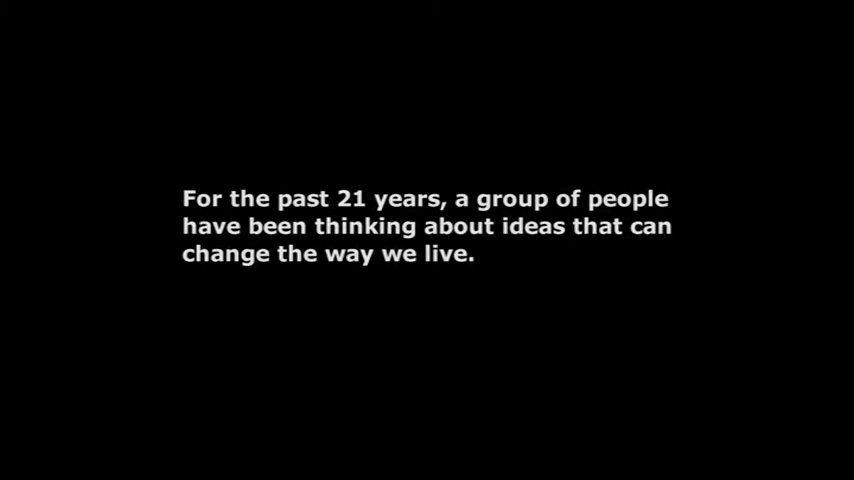 For the past 21 years, a group of people
have been thinking about ideas that can
change the way we live.